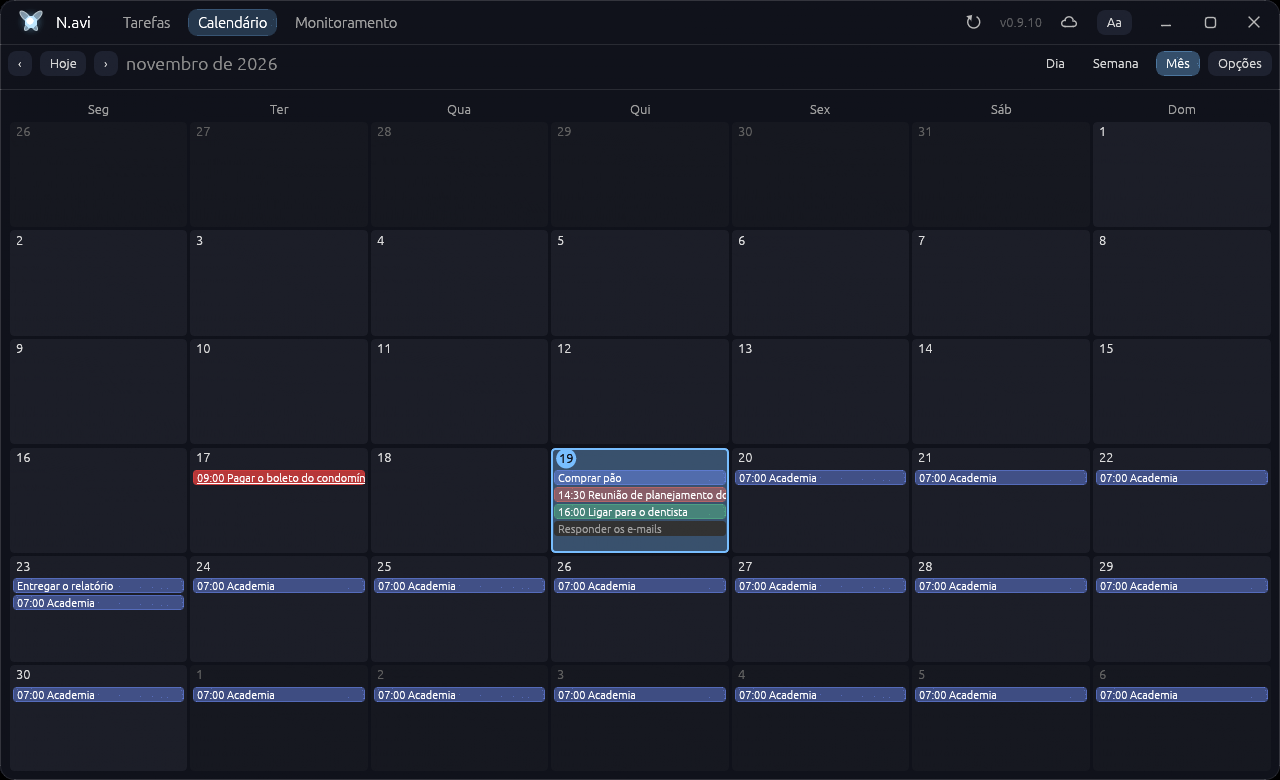 N.avi Tarefas Calendário Monitoramento v0.9.10 Aa
‹ Hoje › novembro de 2026 Dia Semana Mês Opções
Seg Ter Qua Qui Sex Sáb Dom
26 27 28 29 30 31 1
2 3 4 5 6 7 8
9 10 11 12 13 14 15
16 17 18 19 20 21 22
09:00 Pagar o boleto do condomín Comprar pão 07:00 Academia 07:00 Academia 07:00 Academia
14:30 Reunião de planejamento do
16:00 Ligar para o dentista
Responder os e-mails
23 24 25 26 27 28 29
Entregar o relatório 07:00 Academia 07:00 Academia 07:00 Academia 07:00 Academia 07:00 Academia 07:00 Academia
07:00 Academia
30 1 2 3 4 5 6
07:00 Academia 07:00 Academia 07:00 Academia 07:00 Academia 07:00 Academia 07:00 Academia 07:00 Academia